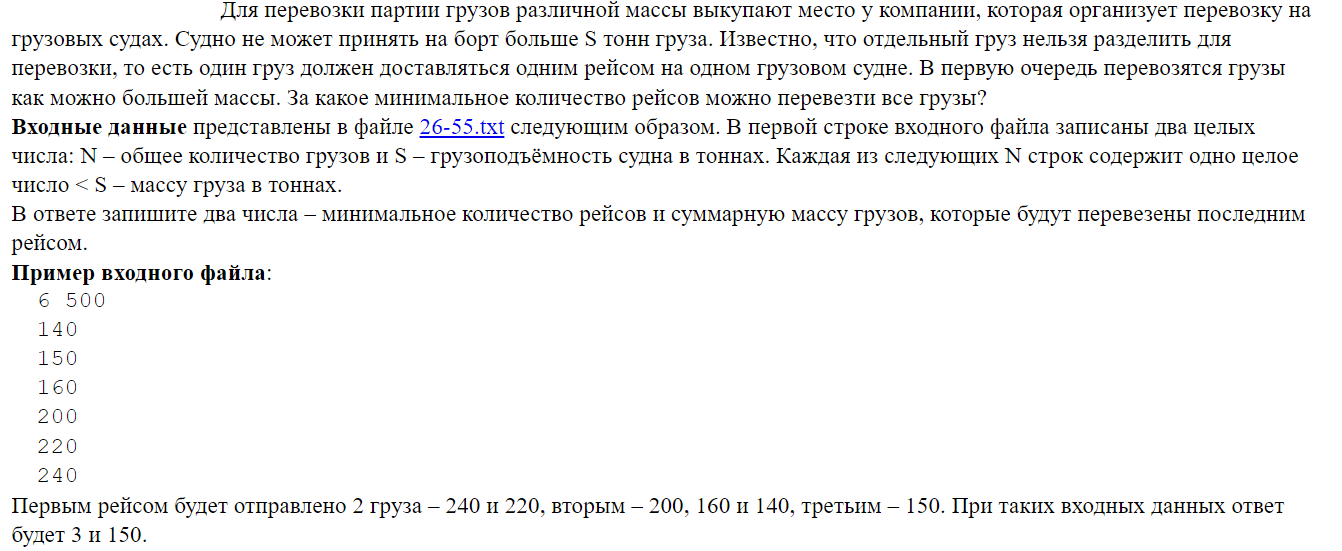 Для перевозки партии грузов различной массы выкупают место у компании, которая организует перевозку на
грузовых судах. Судно не может принять на борт больше S тонн груза. Известно, что отдельный груз нельзя разделить для
перевозки, то есть один груз должен доставляться одним рейсом на одном грузовом судне. В первую очередь перевозятся грузы
как можно большей массы. За какое минимальное количество рейсов можно перевезти все грузы?
Входные данные представлены в файле 26-55.txt следующим образом. В первой строке входного файла записаны два целых
числа: N – общее количество грузов и S – грузоподъёмность судна в тоннах. Каждая из следующих N строк содержит одно целое
число < S – массу груза в тоннах.
В ответе запишите два числа – минимальное количество рейсов и суммарную массу грузов, которые будут перевезены последним
рейсом.
Пример входного файла:
6 500
140
150
160
200
220
240
Первым рейсом будет отправлено 2 груза – 240 и 220, вторым – 200, 160 и 140, третьим – 150. При таких входных данных ответ
будет 3 и 150.